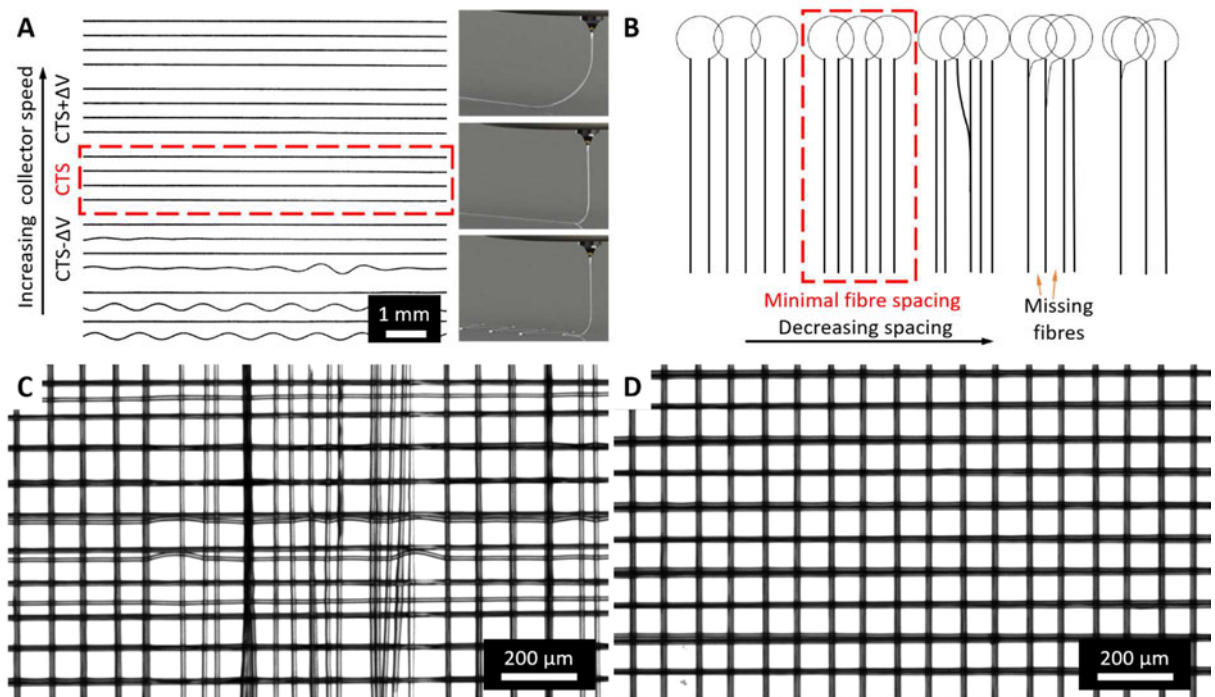 A
Increasing collector speed
CTS+ΔV
CTS
CTS-ΔV
1 mm
B
Minimal fibre spacing
Decreasing spacing
Missing
fibres
C
200 µm
D
200 µm